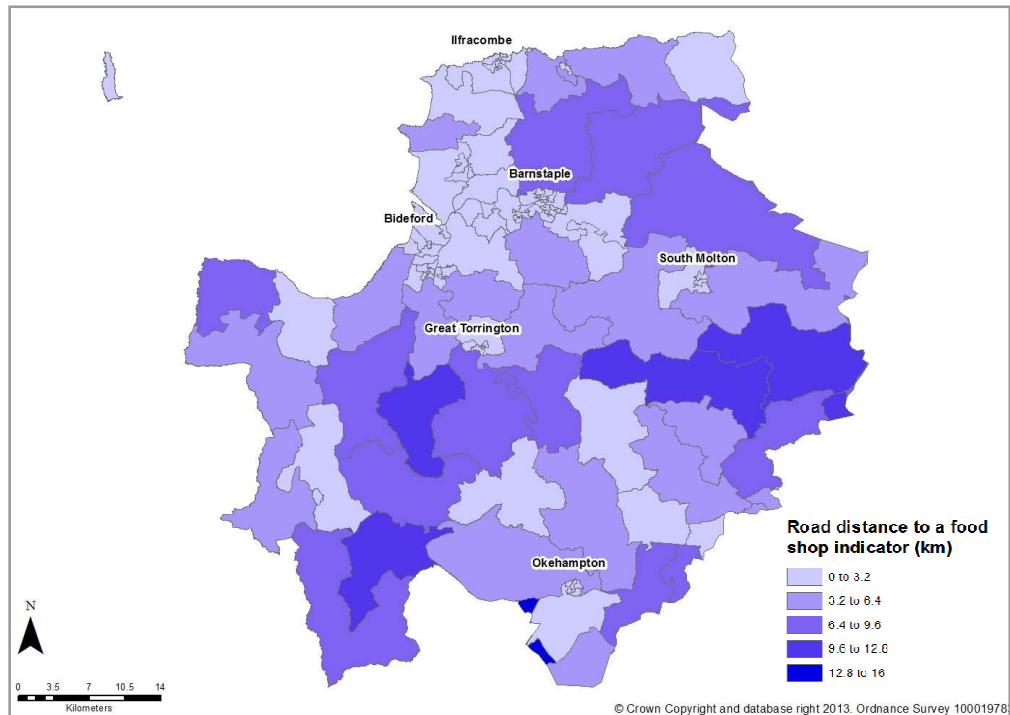 Ilfracombe
Barnstaple
Bideford
South Molton
Great Torrington
Okehampton
Road distance to a food
shop indicator (km)
0 to 3.2
3.2 to 6.4
6.4 to 9.6
9.6 to 12.8
12.8 to 16
N
0 3.5 7 10.5 14
Kilometers
© Crown Copyright and database right 2013. Ordnance Survey 10001978